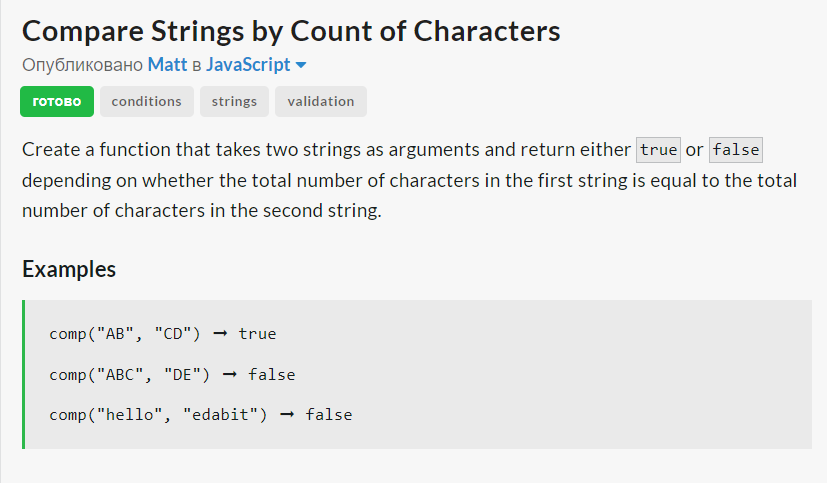 Compare Strings by Count of Characters
Опубликовано Matt в JavaScript
готово conditions strings validation
Create a function that takes two strings as arguments and return either true or false
depending on whether the total number of characters in the first string is equal to the total
number of characters in the second string.
Examples
comp("AB", "CD") ➞ true
comp("ABC", "DE") ➞ false
comp("hello", "edabit") ➞ false